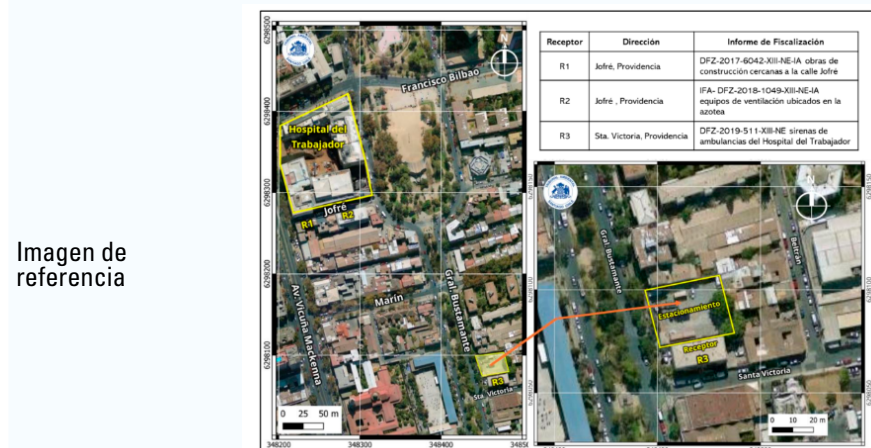 Imagen de
referencia
6298500
6298400
6298300
6298200
6298100
Francisco Bilbao
N
Hospital del
Trabajador
Jofré
R1
R2
Marín
Av. Vicuña Mackenna
Gral. Bustamante
R3
Sta. Victoria
0 25 50 m
348200
348300
348400
Receptor Dirección Informe de Fiscalización
R1 Jofré, Providencia DFZ-2017-6042-XIII-NE-IA obras de
construcción cercanas a la calle Jofré
R2 Jofré , Providencia IFA- DFZ-2018-1049-XIII-NE-IA
equipos de ventilación ubicados en la
azotea
R3 Sta. Victoria, Providencia DFZ-2019-511-XIII-NE sirenas de
ambulancias del Hospital del Trabajador
Gral. Bustamante
Beltrán
Estacionamiento
Receptor
R3
Santa Victoria
0 10 20 m